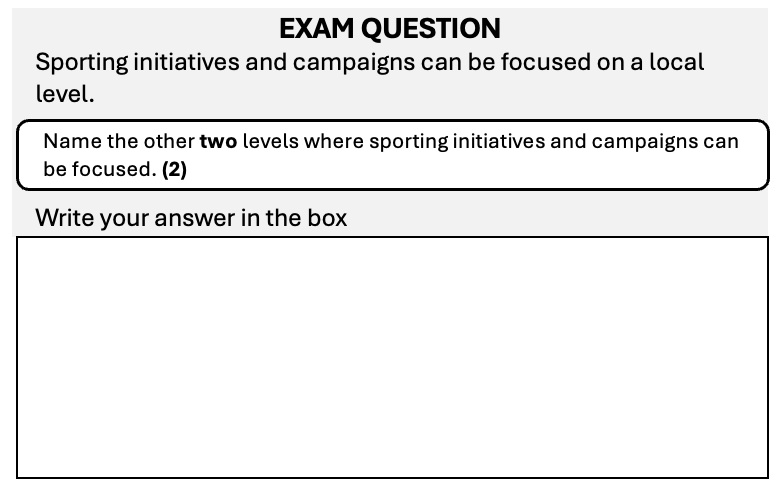 EXAM QUESTION
Sporting initiatives and campaigns can be focused on a local
level.
Name the other two levels where sporting initiatives and campaigns can
be focused. (2)
Write your answer in the box